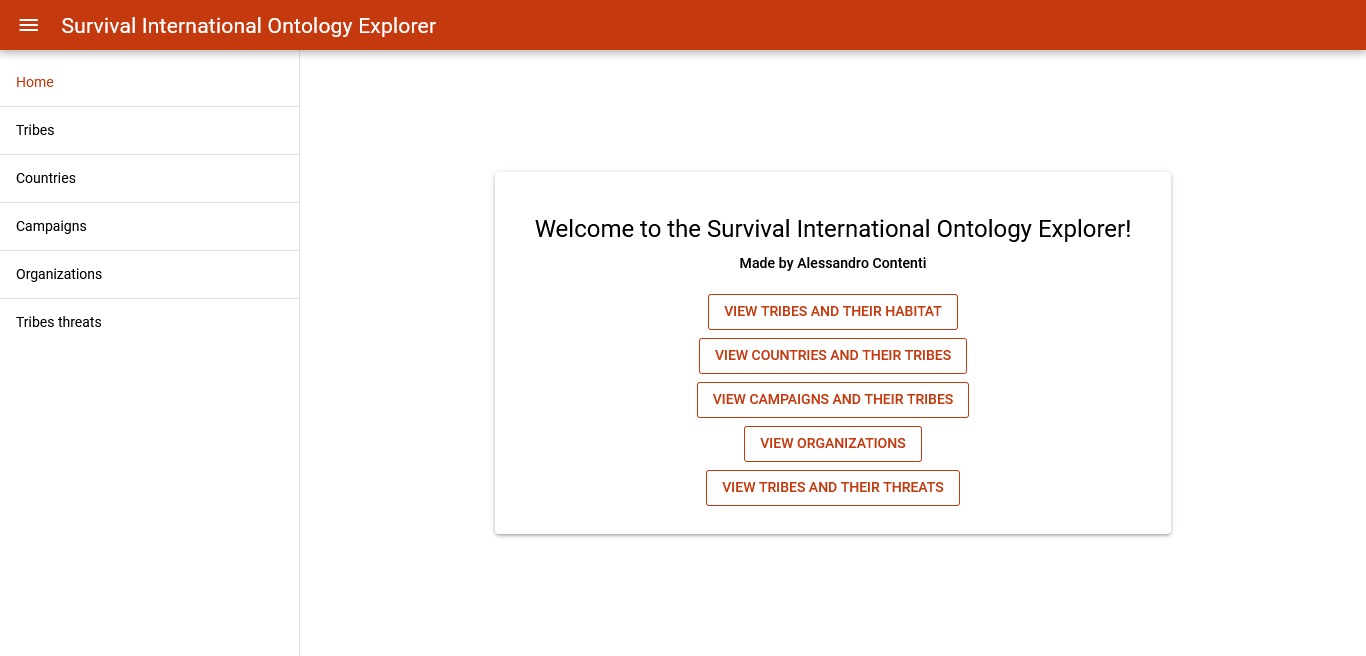 Survival International Ontology Explorer
Home
Tribes
Countries
Campaigns
Organizations
Tribes threats
Welcome to the Survival International Ontology Explorer!
Made by Alessandro Contenti
VIEW TRIBES AND THEIR HABITAT
VIEW COUNTRIES AND THEIR TRIBES
VIEW CAMPAIGNS AND THEIR TRIBES
VIEW ORGANIZATIONS
VIEW TRIBES AND THEIR THREATS